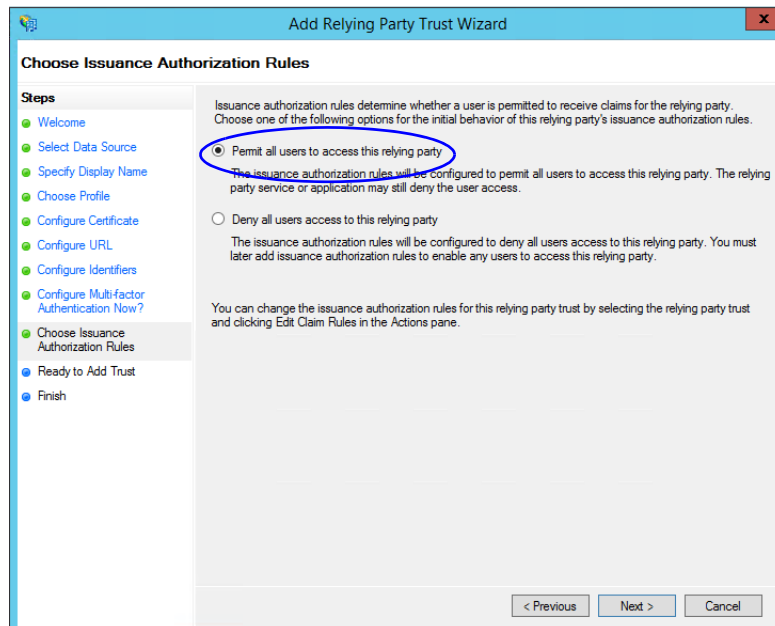 Add Relying Party Trust Wizard
x
Choose Issuance Authorization Rules
Steps
Welcome
Select Data Source
Specify Display Name
Choose Profile
Configure Certificate
Configure URL
Configure Identifiers
Configure Multi-factor
Authentication Now?
Choose Issuance
Authorization Rules
Ready to Add Trust
Finish
Issuance authorization rules determine whether a user is permitted to receive claims for the relying party.
Choose one of the following options for the initial behavior of this relying party's issuance authorization rules.
Permit all users to access this relying party
The issuance authorization rules will be configured to permit all users to access this relying party. The relying
party service or application may still deny the user access.
Deny all users access to this relying party
The issuance authorization rules will be configured to deny all users access to this relying party. You must
later add issuance authorization rules to enable any users to access this relying party.
You can change the issuance authorization rules for this relying party trust by selecting the relying party trust
and clicking Edit Claim Rules in the Actions pane.
< Previous
Next >
Cancel